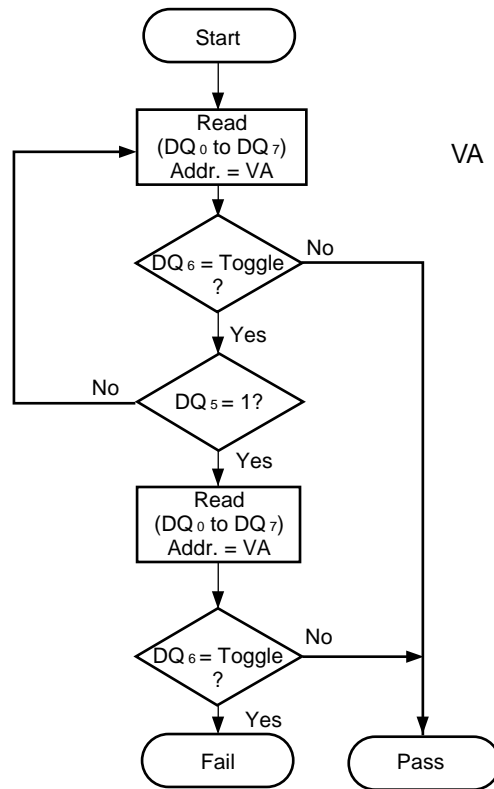 Start
Read
(DQ0 to DQ7)
Addr. = VA
VA
DQ6 = Toggle
?
No
Yes
DQ5 = 1?
No
Yes
Read
(DQ0 to DQ7)
Addr. = VA
DQ6 = Toggle
?
No
Yes
Fail
Pass